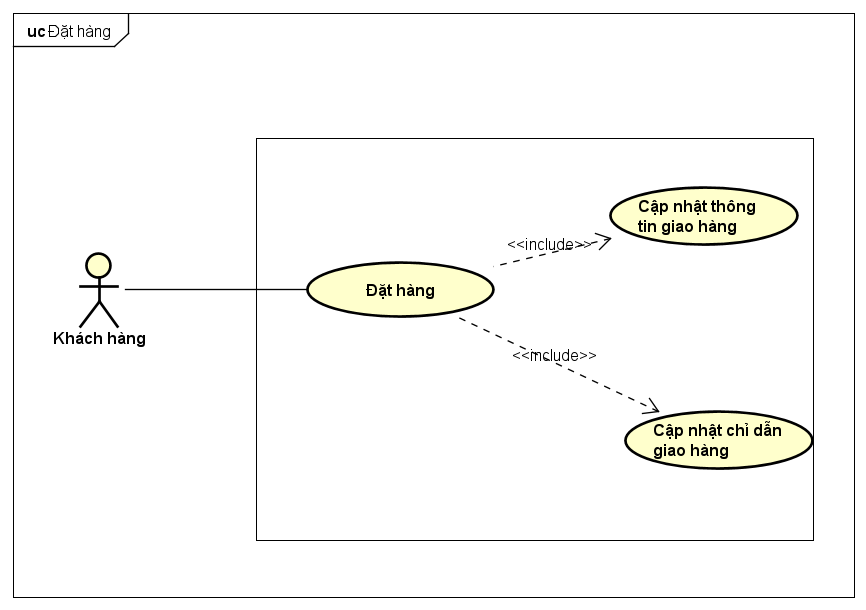 uc Đặt hàng
Cập nhật thông
tin giao hàng
<<include>>
Đặt hàng
Khách hàng
<<include>>
Cập nhật chỉ dẫn
giao hàng